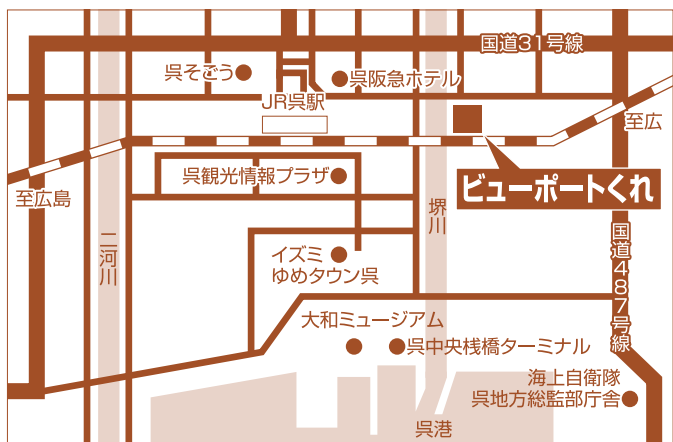 国道31号線
呉そごう
呉阪急ホテル
JR呉駅
至広
ビューポートくれ
呉観光情報プラザ
至広島
堺川
二河川
国道487号線
イズミ
ゆめタウン呉
大和ミュージアム
呉中央桟橋ターミナル
海上自衛隊
呉地方総監部庁舎
呉港